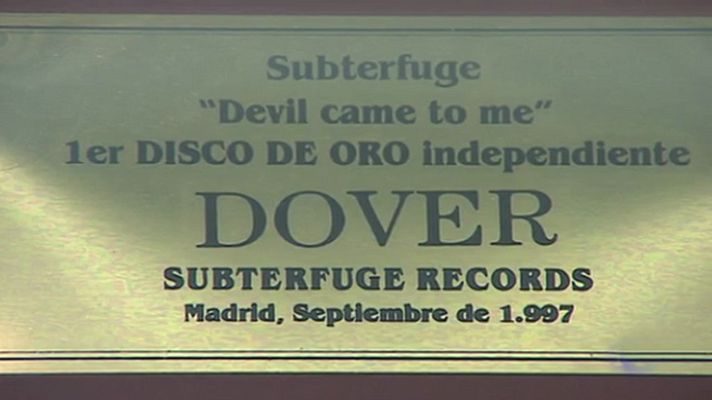 Subterfuge
“Devil came to me”
1er DISCO DE ORO independiente
DOVER
SUBTERFUGE RECORDS
Madrid, Septiembre de 1.997